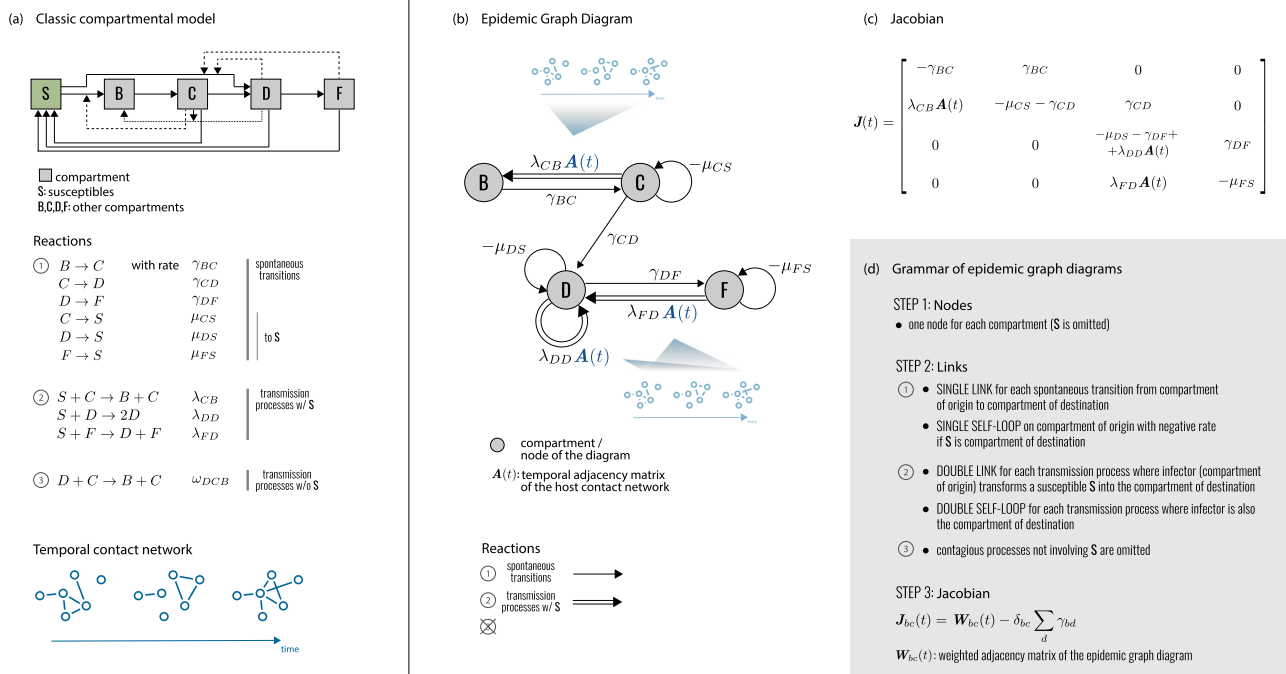 (a) Classic compartmental model
S B C D F
compartment
S: susceptibles
B,C,D,F: other compartments
Reactions
1 B → C with rate γ_BC
C → D γ_CD
D → F γ_DF
C → S μ_CS
D → S μ_DS
F → S μ_FS
spontaneous
transitions
to S
2 S + C → B + C λ_CB
S + D → 2D λ_DD
S + F → D + F λ_FD
transmission
processes w/ S
3 D + C → B + C ω_DCB
transmission
processes w/o S
Temporal contact network
time
(b) Epidemic Graph Diagram
time
λ_CB A(t)
−μ_CS
B C
γ_BC
γ_CD
−μ_DS
γ_DF
−μ_FS
D F
λ_FD A(t)
λ_DD A(t)
time
compartment /
node of the diagram
A(t): temporal adjacency matrix
of the host contact network
Reactions
1 spontaneous
transitions
2 transmission
processes w/ S
3
(c) Jacobian
−γ_BC γ_BC 0 0
λ_CB A(t) −μ_CS − γ_CD γ_CD 0
J(t) =
0 0 −μ_DS − γ_DF + +λ_DD A(t) γ_DF
0 0 λ_FD A(t) −μ_FS
(d) Grammar of epidemic graph diagrams
STEP 1: Nodes
• one node for each compartment (S is omitted)
STEP 2: Links
1 • SINGLE LINK for each spontaneous transition from compartment
of origin to compartment of destination
• SINGLE SELF-LOOP on compartment of origin with negative rate
if S is compartment of destination
2 • DOUBLE LINK for each transmission process where infector (compartment
of origin) transforms a susceptible S into the compartment of destination
• DOUBLE SELF-LOOP for each transmission process where infector is also
the compartment of destination
3 • contagious processes not involving S are omitted
STEP 3: Jacobian
J_bc(t) = W_bc(t) − δ_bc ∑_d γ_bd
W_bc(t): weighted adjacency matrix of the epidemic graph diagram